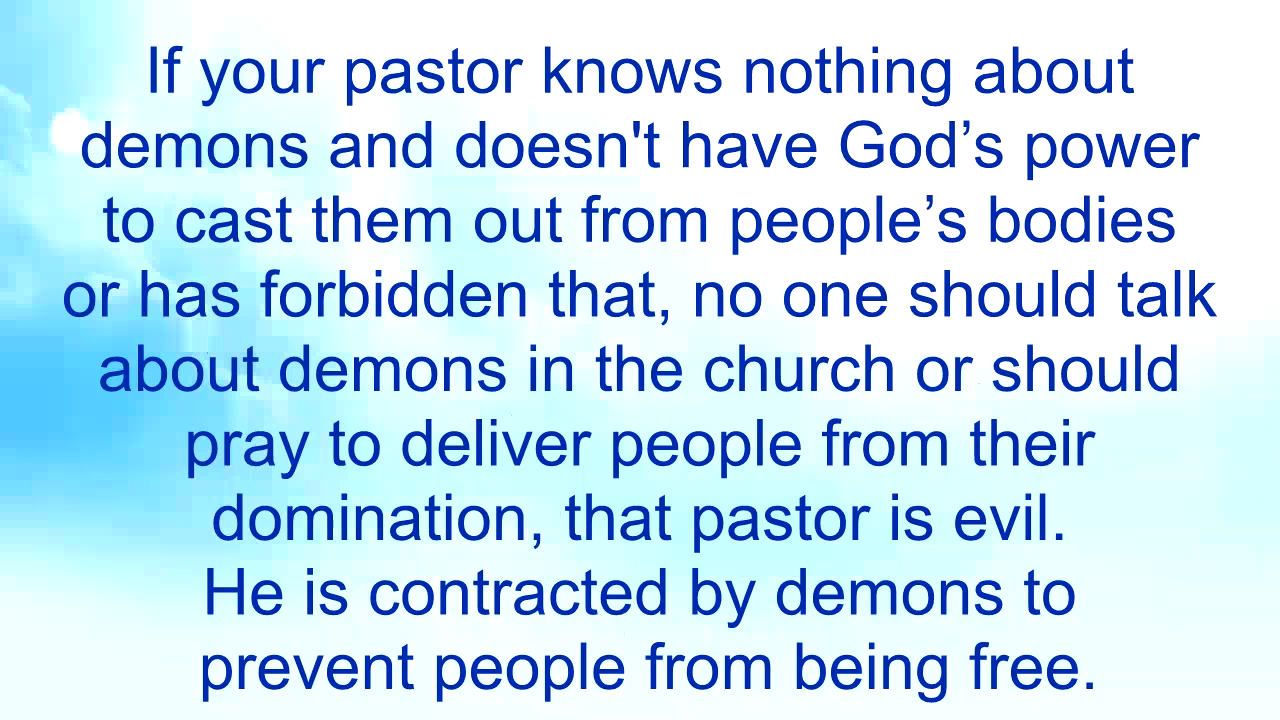 If your pastor knows nothing about
demons and doesn't have God’s power
to cast them out from people’s bodies
or has forbidden that, no one should talk
about demons in the church or should
pray to deliver people from their
domination, that pastor is evil.
He is contracted by demons to
prevent people from being free.